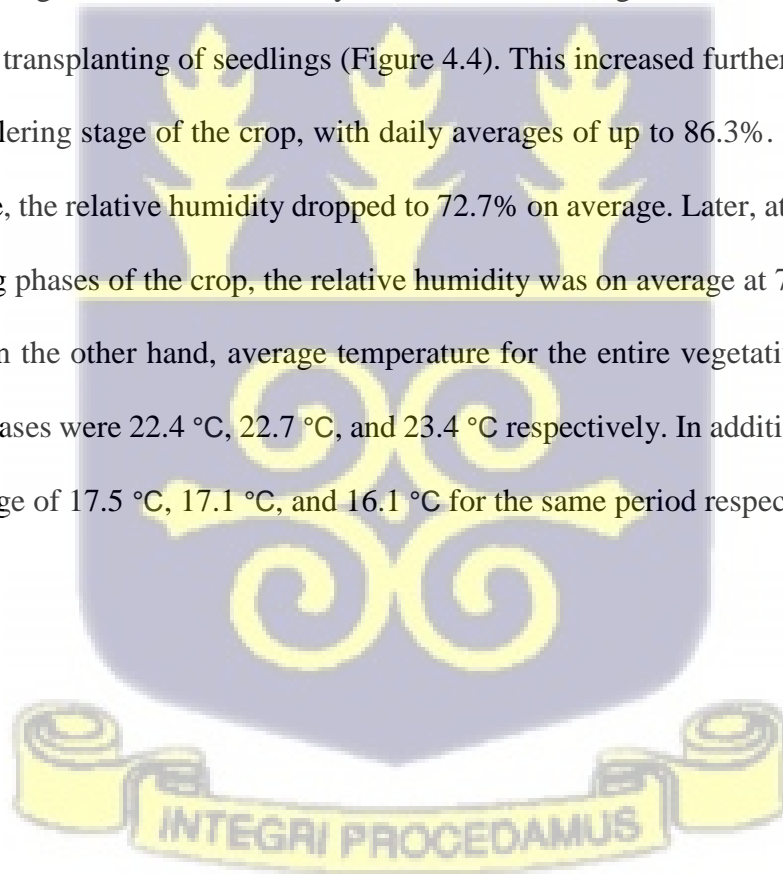 transplanting of seedlings (Figure 4.4). This increased further
lering stage of the crop, with daily averages of up to 86.3%.
, the relative humidity dropped to 72.7% on average. Later, at
g phases of the crop, the relative humidity was on average at 7
n the other hand, average temperature for the entire vegetati
ases were 22.4 °C, 22.7 °C, and 23.4 °C respectively. In additi
ge of 17.5 °C, 17.1 °C, and 16.1 °C for the same period respec
INTEGRI PROCEDAMUS